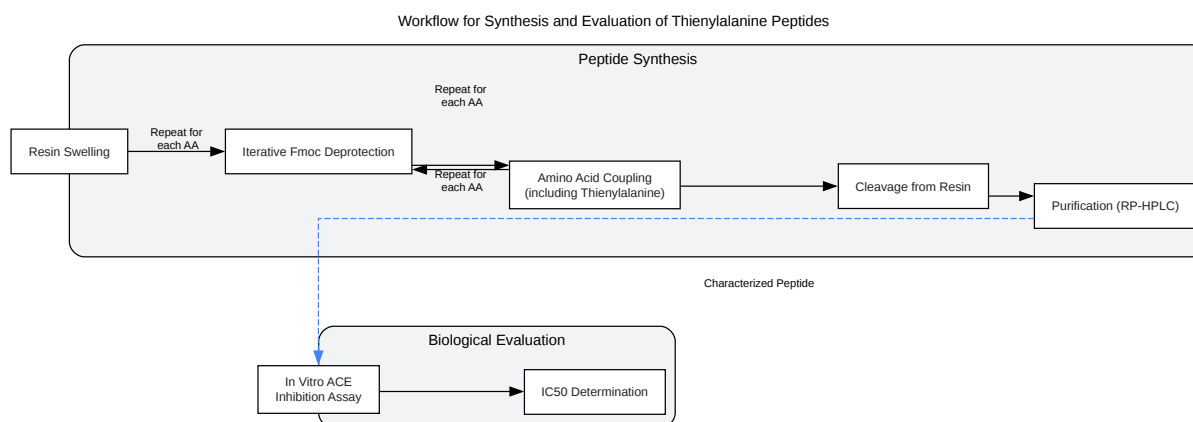 Workflow for Synthesis and Evaluation of Thienylalanine Peptides
Peptide Synthesis
Repeat for
each AA
Resin Swelling
Repeat for
each AA
Iterative Fmoc Deprotection
Repeat for
each AA
Amino Acid Coupling
(including Thienylalanine)
Cleavage from Resin
Purification (RP-HPLC)
Characterized Peptide
Biological Evaluation
In Vitro ACE
Inhibition Assay
IC50 Determination